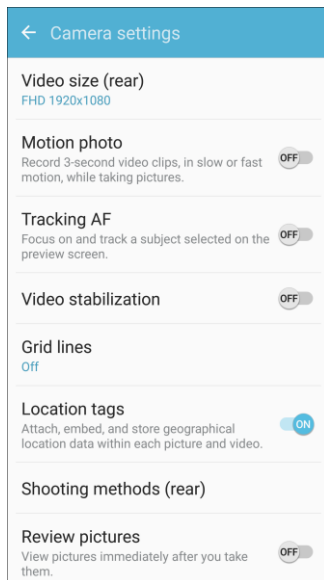 Camera settings
Video size (rear)
FHD 1920x1080
Motion photo
Record 3-second video clips, in slow or fast
motion, while taking pictures.
OFF
Tracking AF
Focus on and track a subject selected on the
preview screen.
OFF
Video stabilization
OFF
Grid lines
Off
Location tags
Attach, embed, and store geographical
location data within each picture and video.
ON
Shooting methods (rear)
Review pictures
View pictures immediately after you take
them.
OFF